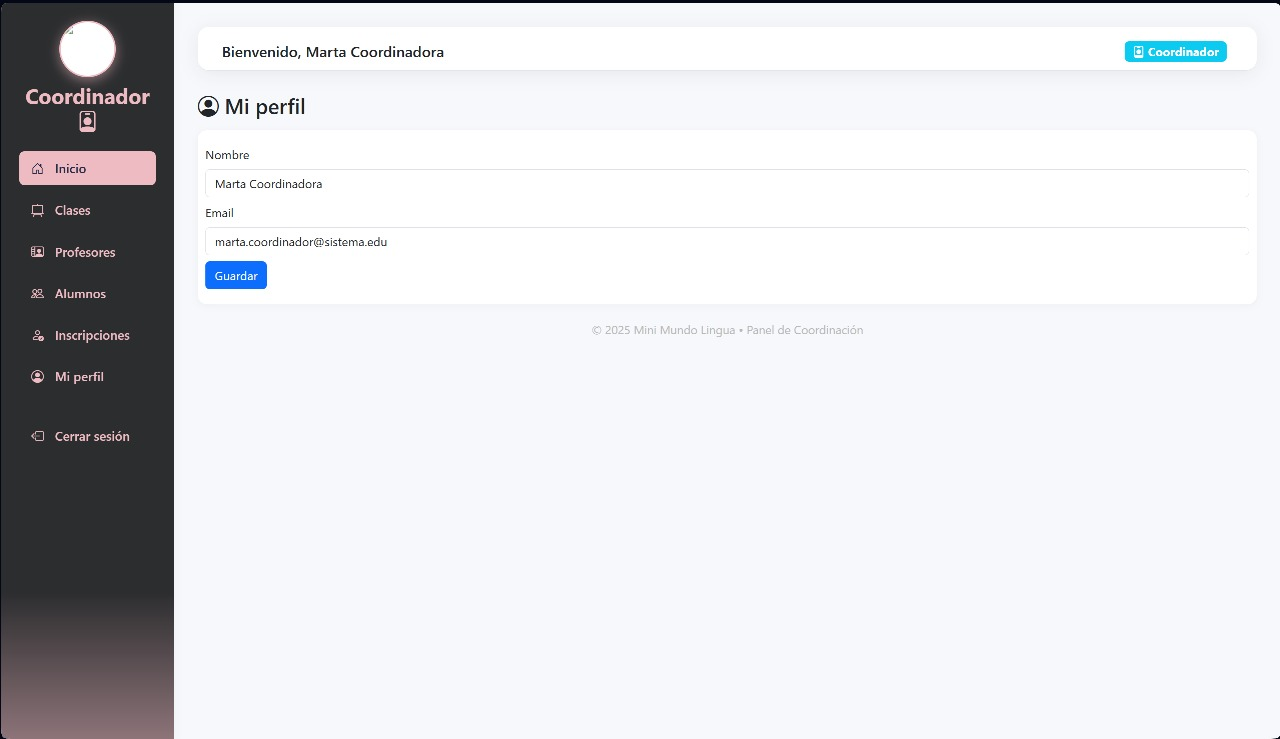 Coordinador
Inicio
Clases
Profesores
Alumnos
Inscripciones
Mi perfil
Cerrar sesión
Bienvenido, Marta Coordinadora
Coordinador
Mi perfil
Nombre
Marta Coordinadora
Email
marta.coordinador@sistema.edu
Guardar
© 2025 Mini Mundo Lingua • Panel de Coordinación